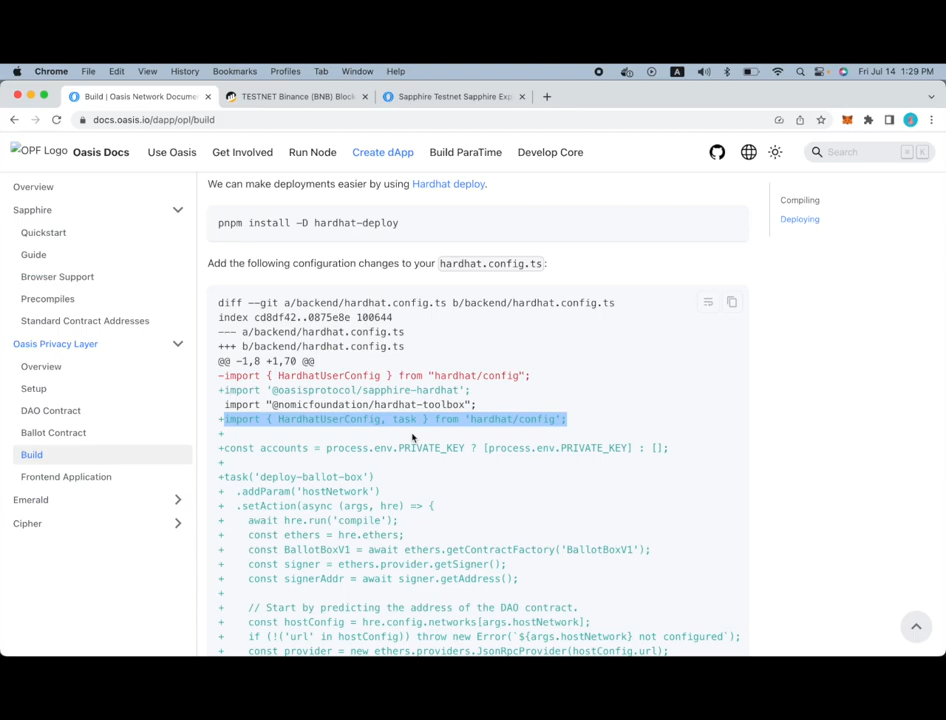 Chrome File Edit View History Bookmarks Profiles Tab Window Help A Fri Jul 14 1:29 PM
Build | Oasis Network Docume TESTNET Binance (BNB) Block Sapphire Testnet Sapphire Exp
docs.oasis.io/dapp/opl/build
OPF Logo Oasis Docs Use Oasis Get Involved Run Node Create dApp Build ParaTime Develop Core Search K
Overview
Sapphire
Quickstart
Guide
Browser Support
Precompiles
Standard Contract Addresses
Oasis Privacy Layer
Overview
Setup
DAO Contract
Ballot Contract
Build
Frontend Application
Emerald
Cipher
We can make deployments easier by using Hardhat deploy.
pnpm install -D hardhat-deploy
Add the following configuration changes to your hardhat.config.ts:
diff --git a/backend/hardhat.config.ts b/backend/hardhat.config.ts
index cd8df42..0875e8e 100644
--- a/backend/hardhat.config.ts
+++ b/backend/hardhat.config.ts
@@ -1,8 +1,70 @@
-import { HardhatUserConfig } from "hardhat/config";
+import '@oasisprotocol/sapphire-hardhat';
import "@nomicfoundation/hardhat-toolbox";
+import { HardhatUserConfig, task } from 'hardhat/config';
+
+const accounts = process.env.PRIVATE_KEY ? [process.env.PRIVATE_KEY] : [];
+
+task('deploy-ballot-box')
+ .addParam('hostNetwork')
+ .setAction(async (args, hre) => {
+ await hre.run('compile');
+ const ethers = hre.ethers;
+ const BallotBoxV1 = await ethers.getContractFactory('BallotBoxV1');
+ const signer = ethers.provider.getSigner();
+ const signerAddr = await signer.getAddress();
+
+ // Start by predicting the address of the DAO contract.
+ const hostConfig = hre.config.networks[args.hostNetwork];
+ if (!('url' in hostConfig)) throw new Error(`${args.hostNetwork} not configured`);
+ const provider = new ethers.providers.JsonRpcProvider(hostConfig.url);
Compiling
Deploying